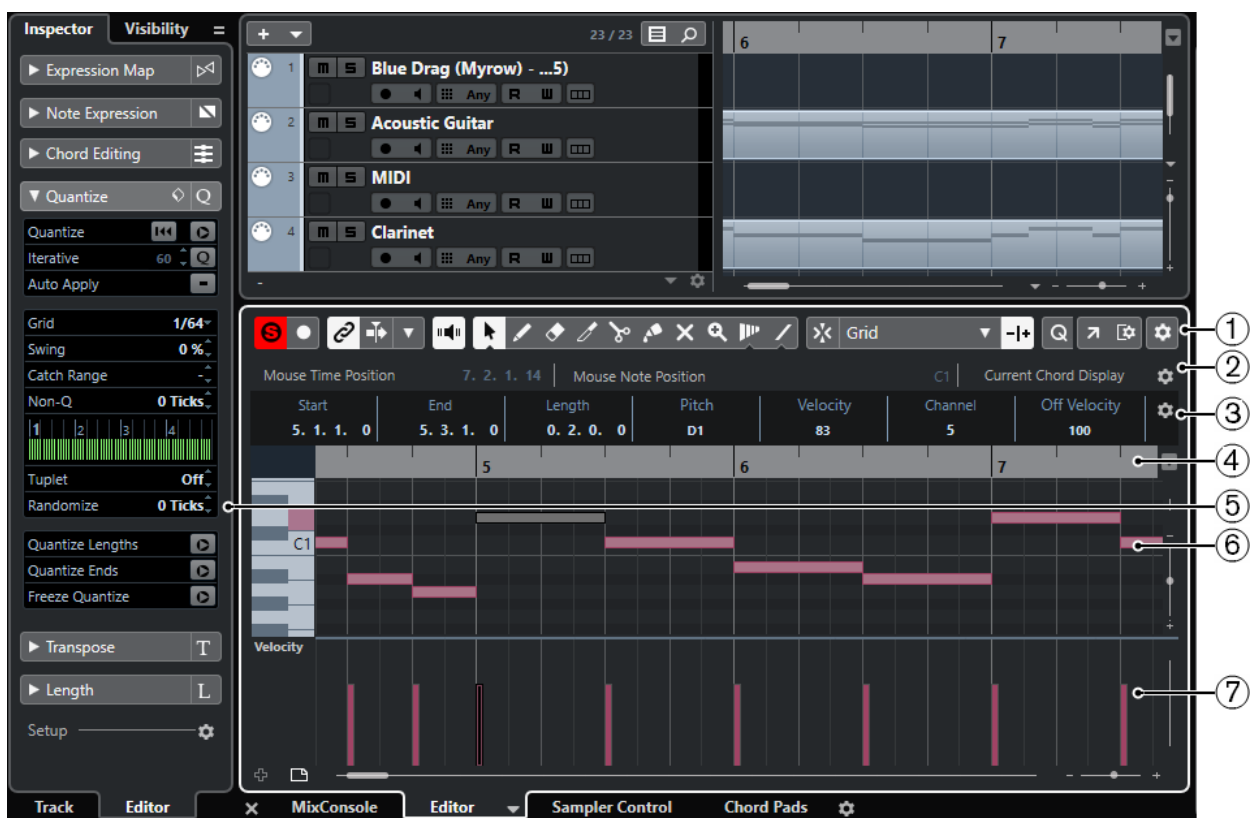 Inspector Visibility
Expression Map
Note Expression
Chord Editing
Quantize Q
Quantize
Iterative 60 Q
Auto Apply
Grid 1/64
Swing 0 %
Catch Range -
Non-Q 0 Ticks
1 2 3 4
Tuplet Off
Randomize 0 Ticks
Quantize Lengths
Quantize Ends
Freeze Quantize
Transpose T
Length L
Setup
Track Editor
+ 23 / 23
6 7
1 m S Blue Drag (Myrow) - ...5)
Any R W
2 m S Acoustic Guitar
Any R W
3 m S MIDI
Any R W
4 m S Clarinet
Any R W
-
S Grid Q 1
Mouse Time Position 7. 2. 1. 14 Mouse Note Position C1 Current Chord Display 2
Start End Length Pitch Velocity Channel Off Velocity
5. 1. 1. 0 5. 3. 1. 0 0. 2. 0. 0 D1 83 5 100 3
5 6 7 4
5
C1 6
Velocity
7
MixConsole Editor Sampler Control Chord Pads